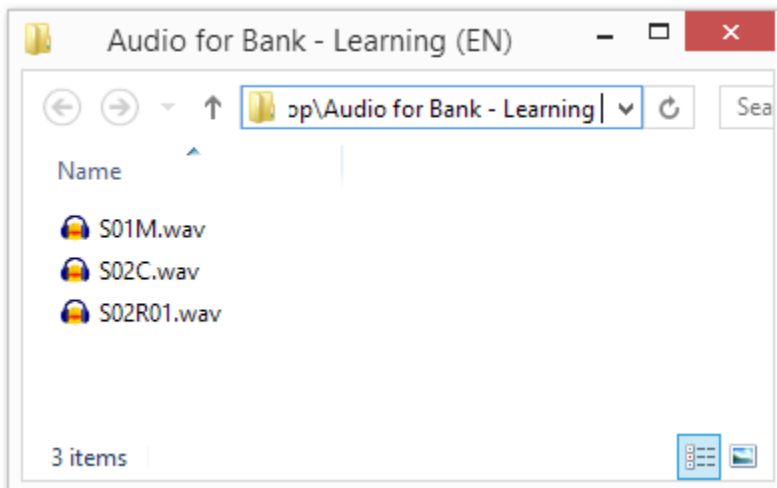 Audio for Bank - Learning (EN)
op\Audio for Bank - Learning
Sea
Name
S01M.wav
S02C.wav
S02R01.wav
3 items